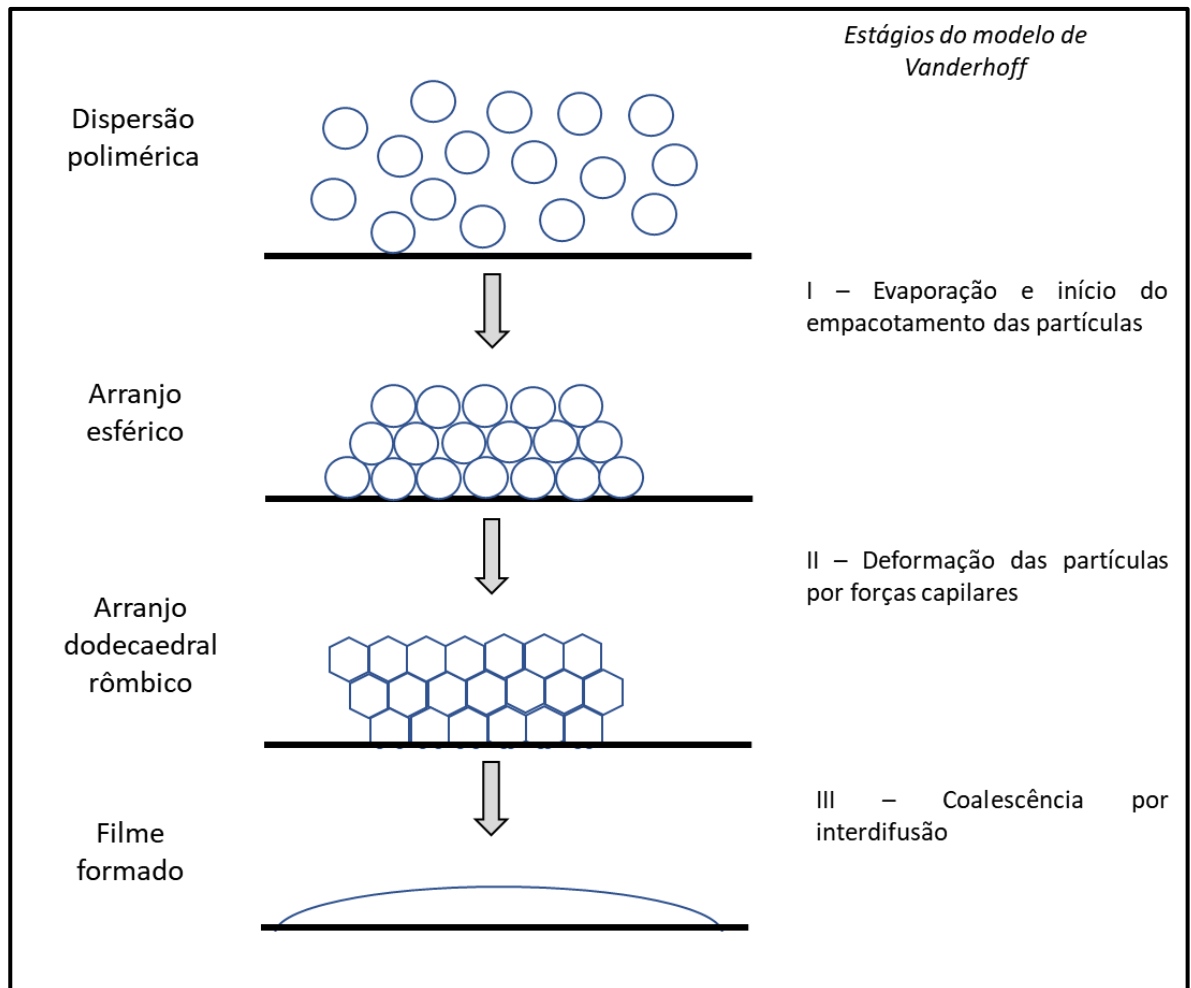 Estágios do modelo de
Vanderhoff
Dispersão
polimérica
I – Evaporação e início do
empacotamento das partículas
Arranjo
esférico
II – Deformação das partículas
por forças capilares
Arranjo
dodecaedral
rômbico
III – Coalescência por
interdifusão
Filme
formado